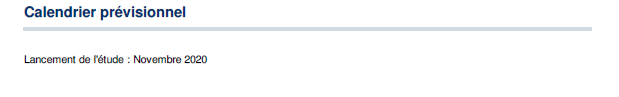 Calendrier prévisionnel
Lancement de l'étude : Novembre 2020